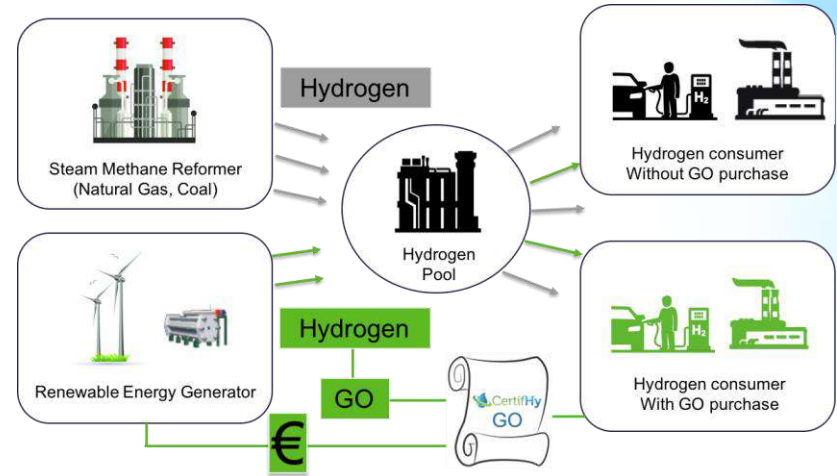 Hydrogen
Steam Methane Reformer
(Natural Gas, Coal)
H2
Hydrogen consumer
Without GO purchase
Hydrogen
Pool
Renewable Energy Generator
Hydrogen
GO
€
CertifHy
GO
H2
Hydrogen consumer
With GO purchase